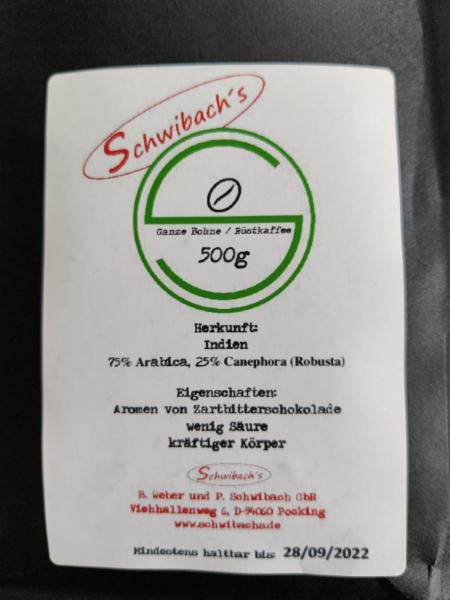 Schwibach's
Ganze Bohne / Röstkaffee
500g
Herkunft:
Indien
75% Arabica, 25% Canephora (Robusta)
Eigenschaften:
Aromen von Zartbitterschokolade
wenig Säure
kräftiger Körper
Schwibach's
B. Weber und P. Schwibach GbR
Viehhallenweg 6, D-94060 Pocking
www.schwibachs.de
Mindestens haltbar bis: 28/09/2022